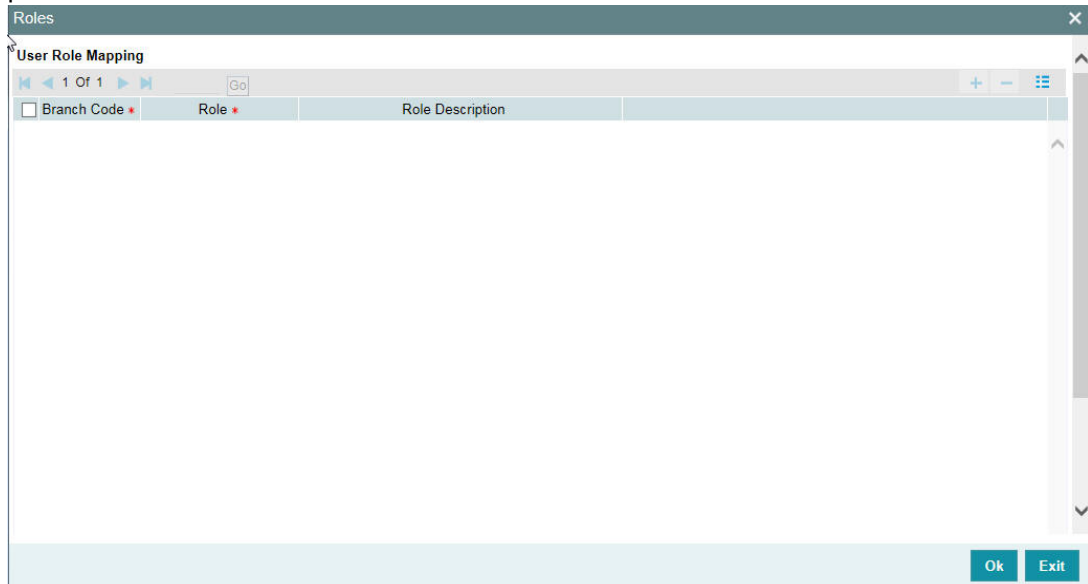 Roles
User Role Mapping
1 Of 1 Go
Branch Code * Role * Role Description
Ok Exit